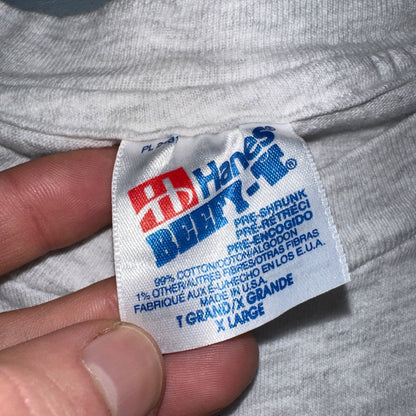 Hanes
BEEFY-T®
PRE-SHRUNK
PRE-RETRECI
PRE-ENCOGIDO
99% COTTON/COTON/ALGODON
1% OTHER/AUTRES FIBRES/OTRAS FIBRAS
FABRIQUE AUX E-U/HECHO EN LOS E.U.A.
MADE IN U.S.A.
T GRAND/X GRANDE
X LARGE